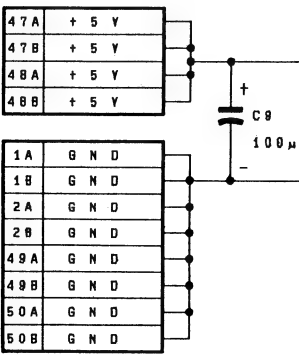 47A + 5 V
47B + 5 V
48A + 5 V
48B + 5 V
+
C9
100µ
−
1A GND
1B GND
2A GND
2B GND
49A GND
49B GND
50A GND
50B GND